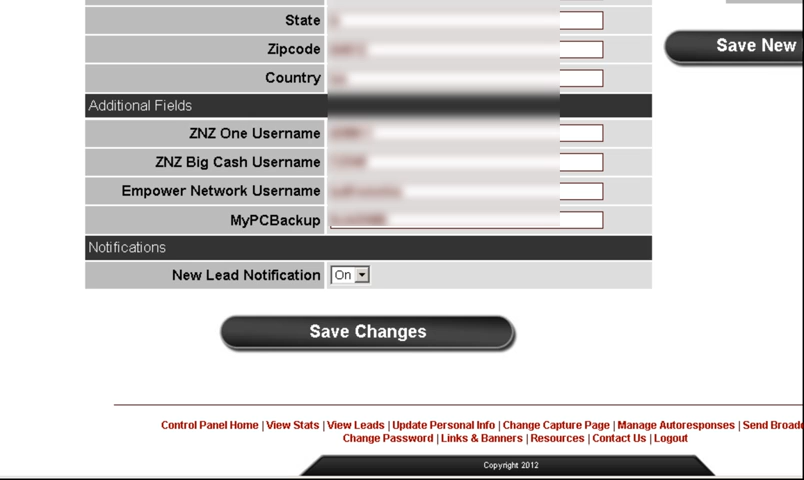 State
Save New
Zipcode
Country
Additional Fields
ZNZ One Username
ZNZ Big Cash Username
Empower Network Username
MyPCBackup
Notifications
New Lead Notification On
Save Changes
Control Panel Home | View Stats | View Leads | Update Personal Info | Change Capture Page | Manage Autoresponses | Send
Change Password | Links & Banners | Resources | Contact Us | Logout
Copyright 2012